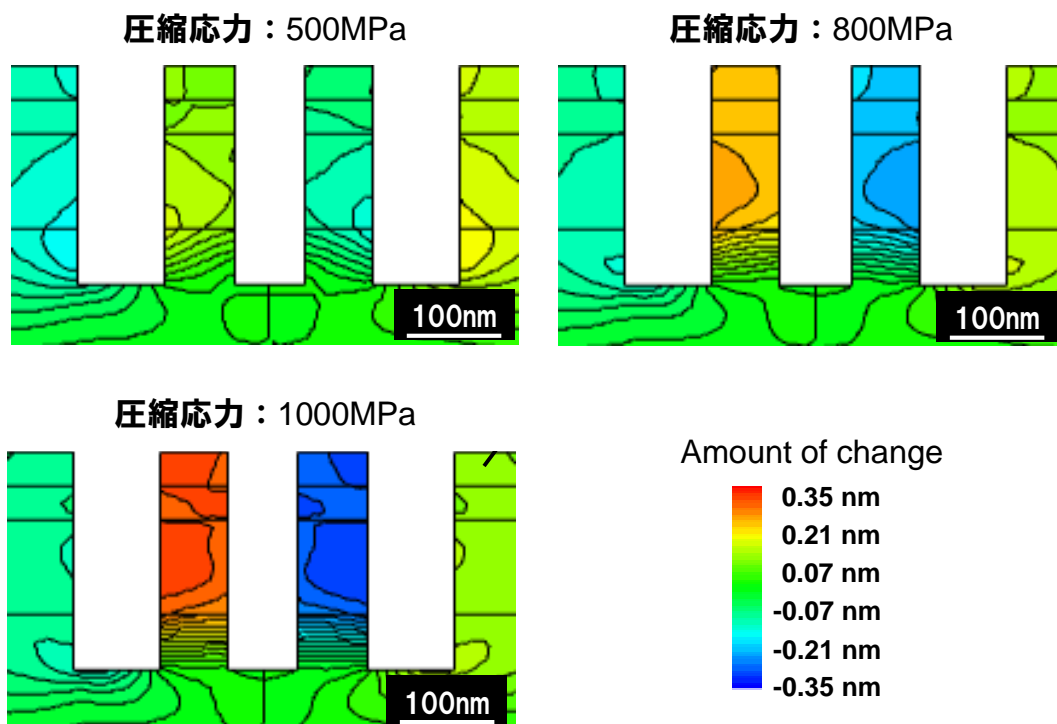 圧縮応力：500MPa
圧縮応力：800MPa
100nm
100nm
圧縮応力：1000MPa
100nm
Amount of change
0.35 nm
0.21 nm
0.07 nm
-0.07 nm
-0.21 nm
-0.35 nm